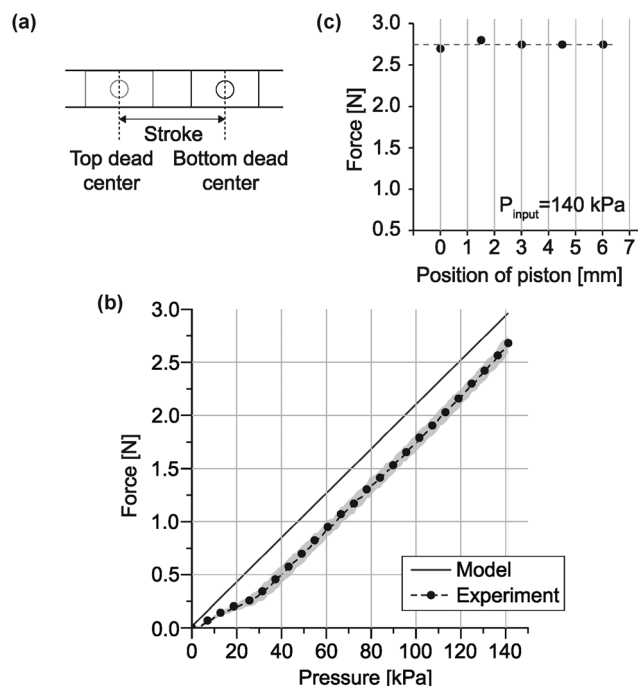 (a)
Stroke
Top dead
center
Bottom dead
center
(c)
Force [N]
3.0
2.5
2.0
1.5
1.0
0.5
P_input=140 kPa
0 1 2 3 4 5 6 7
Position of piston [mm]
(b)
Force [N]
3.0
2.5
2.0
1.5
1.0
0.5
0.0
Model
Experiment
0 20 40 60 80 100 120 140
Pressure [kPa]